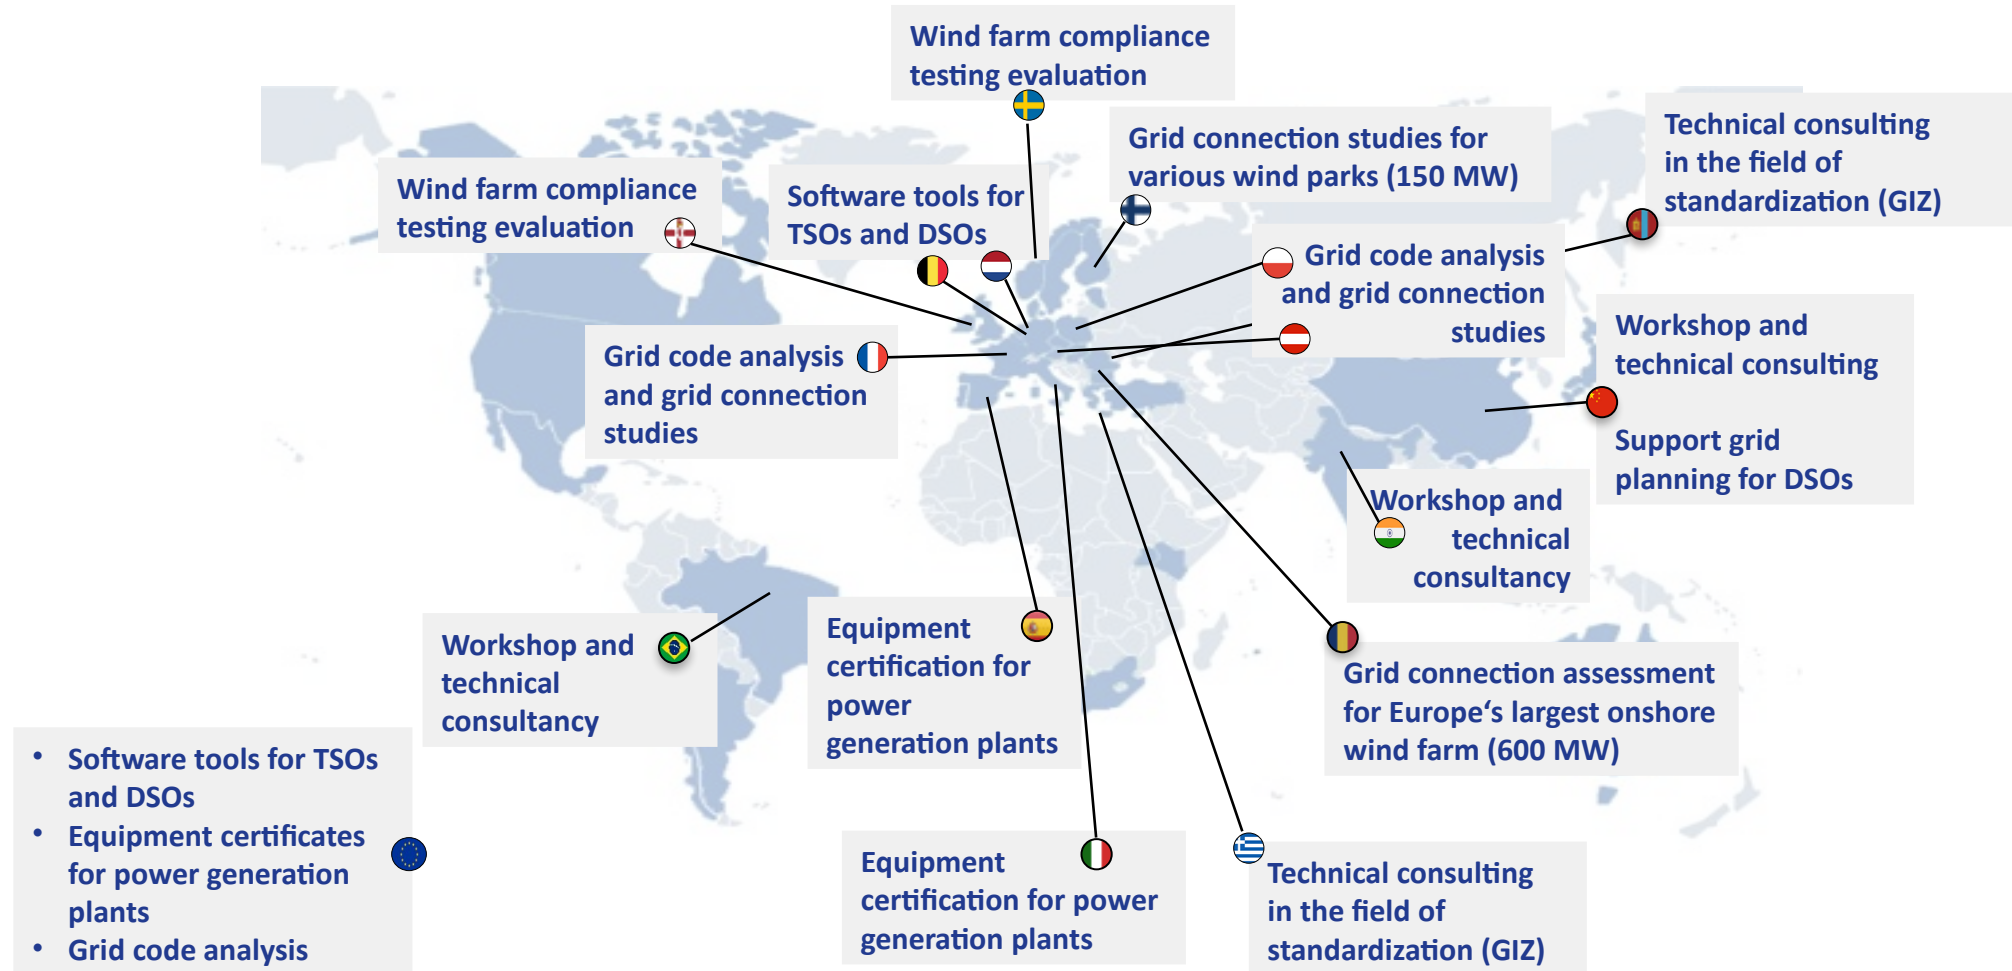 Wind farm compliance
testing evaluation
Grid connection studies for
various wind parks (150 MW)
Technical consulting
in the field of
standardization (GIZ)
Wind farm compliance
testing evaluation
Software tools for
TSOs and DSOs
Grid code analysis
and grid connection
studies
Grid code analysis
and grid connection
studies
Workshop and
technical consulting
Support grid
planning for DSOs
Workshop and
technical
consultancy
Workshop and
technical
consultancy
Equipment
certification for
power
generation plants
Grid connection assessment
for Europe‘s largest onshore
wind farm (600 MW)
• Software tools for TSOs
and DSOs
• Equipment certificates
for power generation
plants
• Grid code analysis
Equipment
certification for power
generation plants
Technical consulting
in the field of
standardization (GIZ)